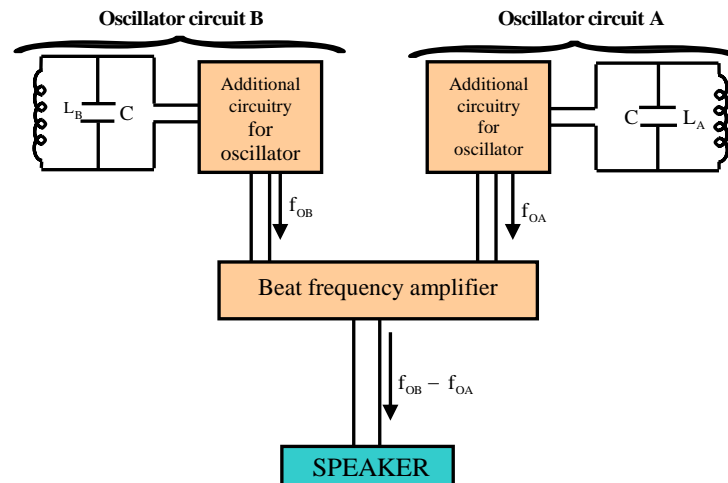 Oscillator circuit B
Oscillator circuit A
L_B
C
Additional
circuitry
for
oscillator
Additional
circuitry
for
oscillator
C
L_A
f_OB
f_OA
Beat frequency amplifier
f_OB – f_OA
SPEAKER